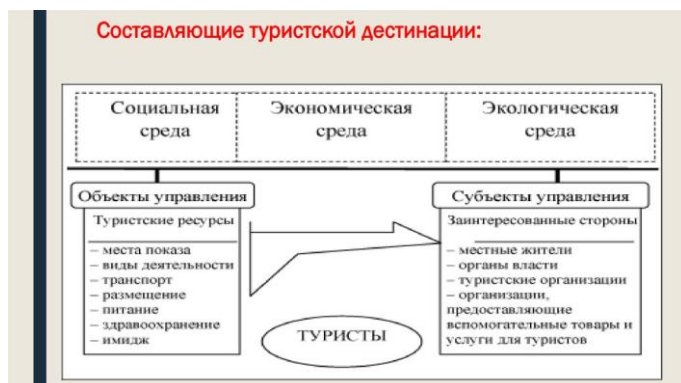 Составляющие туристской дестинации:
Социальная
среда
Экономическая
среда
Экологическая
среда
Объекты управления
Туристские ресурсы
– места показа
– виды деятельности
– транспорт
– размещение
– питание
– здравоохранение
– имидж
Субъекты управления
Заинтересованные стороны
– местные жители
– органы власти
– туристские организации
– организации,
предоставляющие
вспомогательные товары и
услуги для туристов
ТУРИСТЫ